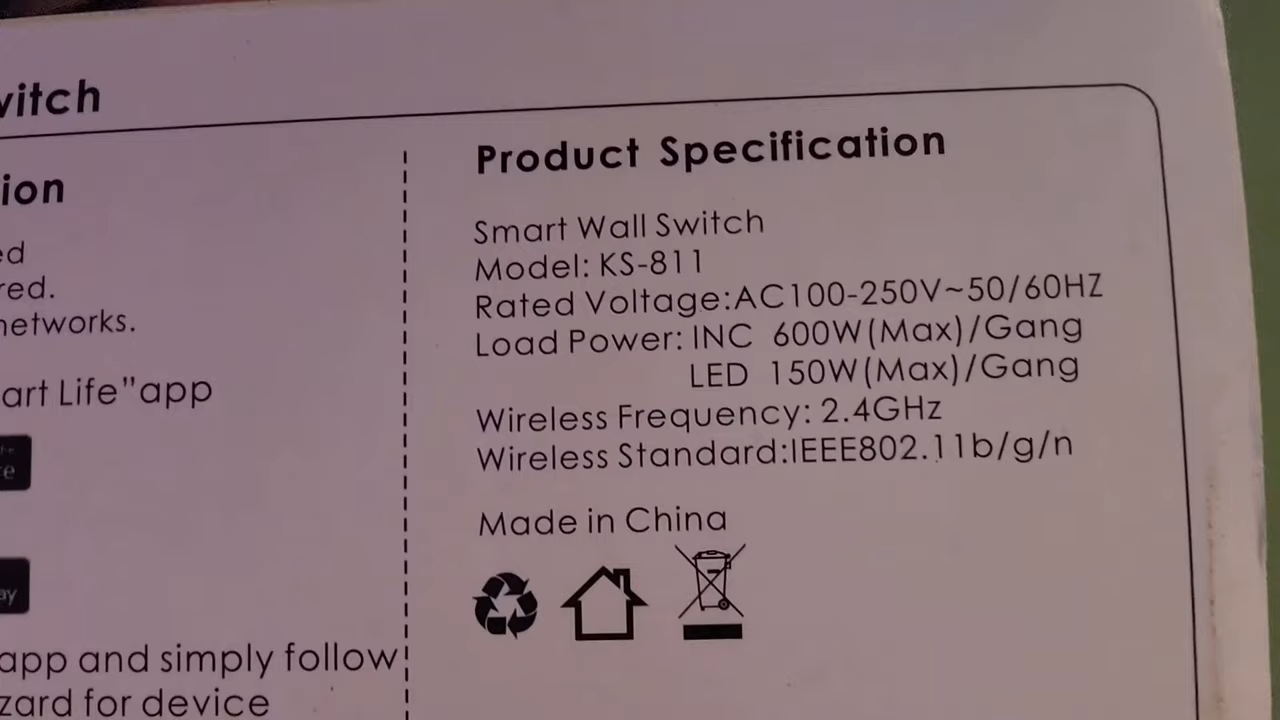 witch
ion
ed
red.
networks.
art Life"app
e
ay
app and simply follow
zard for device
Product Specification
Smart Wall Switch
Model: KS-811
Rated Voltage:AC100-250V~50/60HZ
Load Power: INC 600W(Max)/Gang
LED 150W(Max)/Gang
Wireless Frequency: 2.4GHz
Wireless Standard:IEEE802.11b/g/n
Made in China